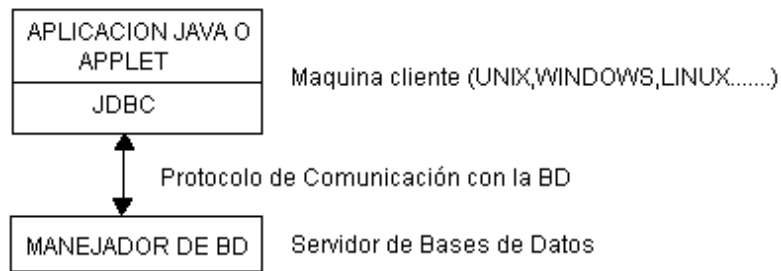 APLICACION JAVA O
APPLET
JDBC
Maquina cliente (UNIX,WINDOWS,LINUX.......)
Protocolo de Comunicación con la BD
MANEJADOR DE BD
Servidor de Bases de Datos